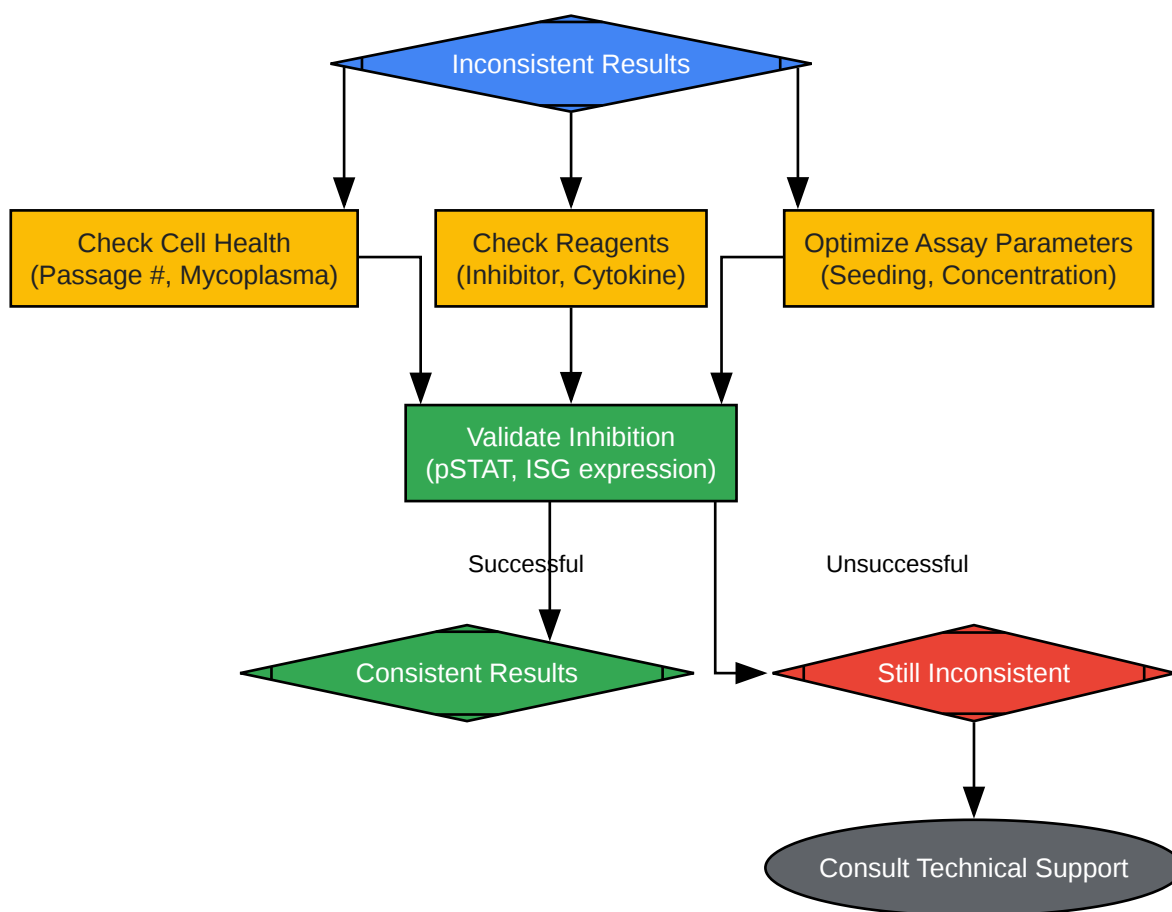 Inconsistent Results
Check Cell Health
(Passage #, Mycoplasma)
Check Reagents
(Inhibitor, Cytokine)
Optimize Assay Parameters
(Seeding, Concentration)
Validate Inhibition
(pSTAT, ISG expression)
Successful
Unsuccessful
Consistent Results
Still Inconsistent
Consult Technical Support